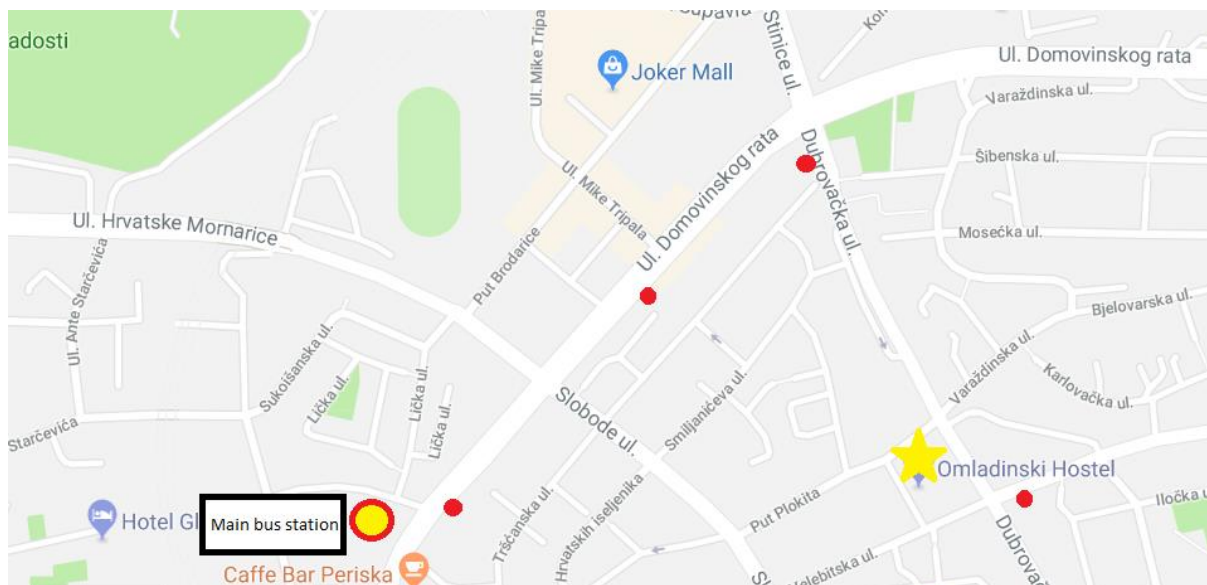 adosti
Ul. Mike Tripa
Joker Mall
Stinice ul.
Ul. Domovinskog rata
Varaždinska ul.
Šibenska ul.
Dubrovačka ul.
Ul. Domovinskog rata
Ul. Mike Tripala
Ul. Hrvatske Mornarice
Put Brodarice
Mosećka ul.
Bjelovarska ul.
Ul. Ante Starčevića
Sukoišanska ul.
Lička ul.
Lička ul.
Lička ul.
Slobode ul.
Smiljanićeva ul.
Varaždinska ul.
Karlovačka ul.
Starčevića
Omladinski Hostel
Hotel Gl
Main bus station
Tršćanska ul.
Hrvatskih iseljenika
Put Plokita
Iločka u
Dubrovačka
Velebitska ul.
Caffe Bar Periska